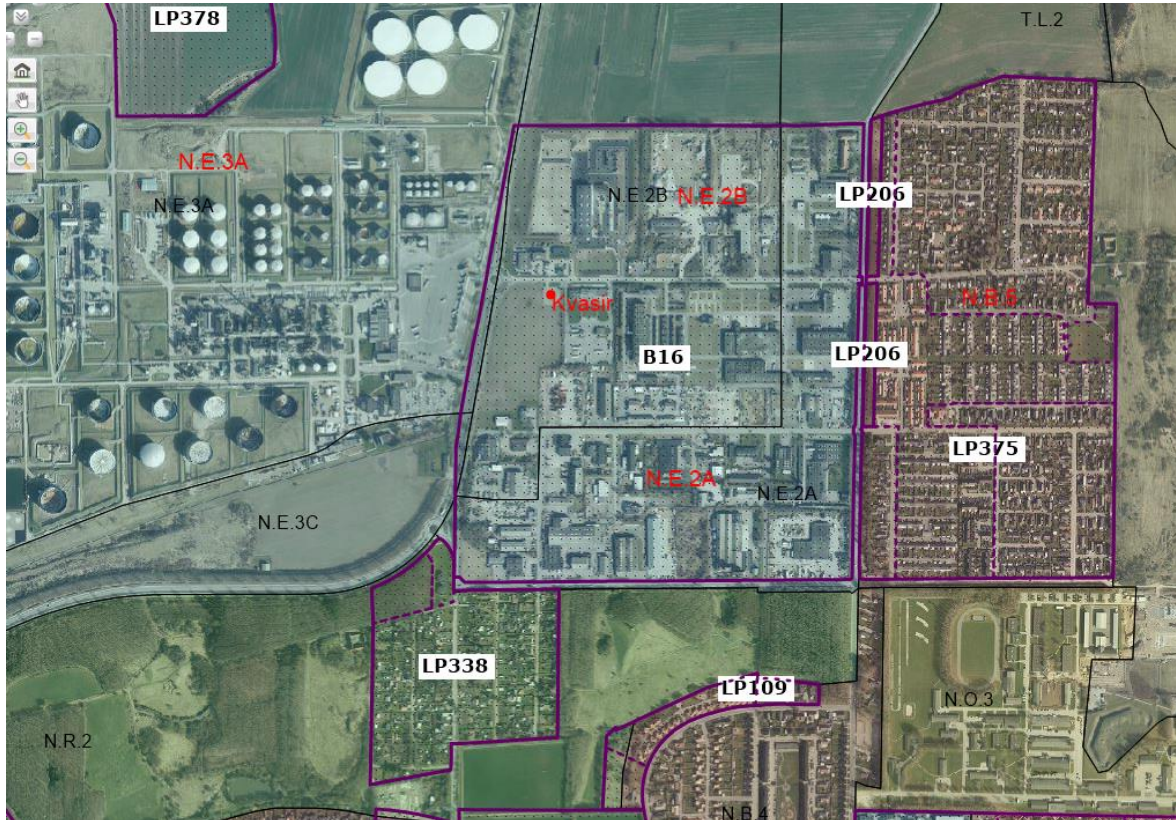 LP378
T.L.2
N.E.3A
N.E.3A
N.E.2B
N.E.2B
LP206
Kvasir
N.B.5
B16
LP206
LP375
N.E.2A
N.E.2A
N.E.3C
LP338
LP109
N.O.3
N.R.2
N.B.4